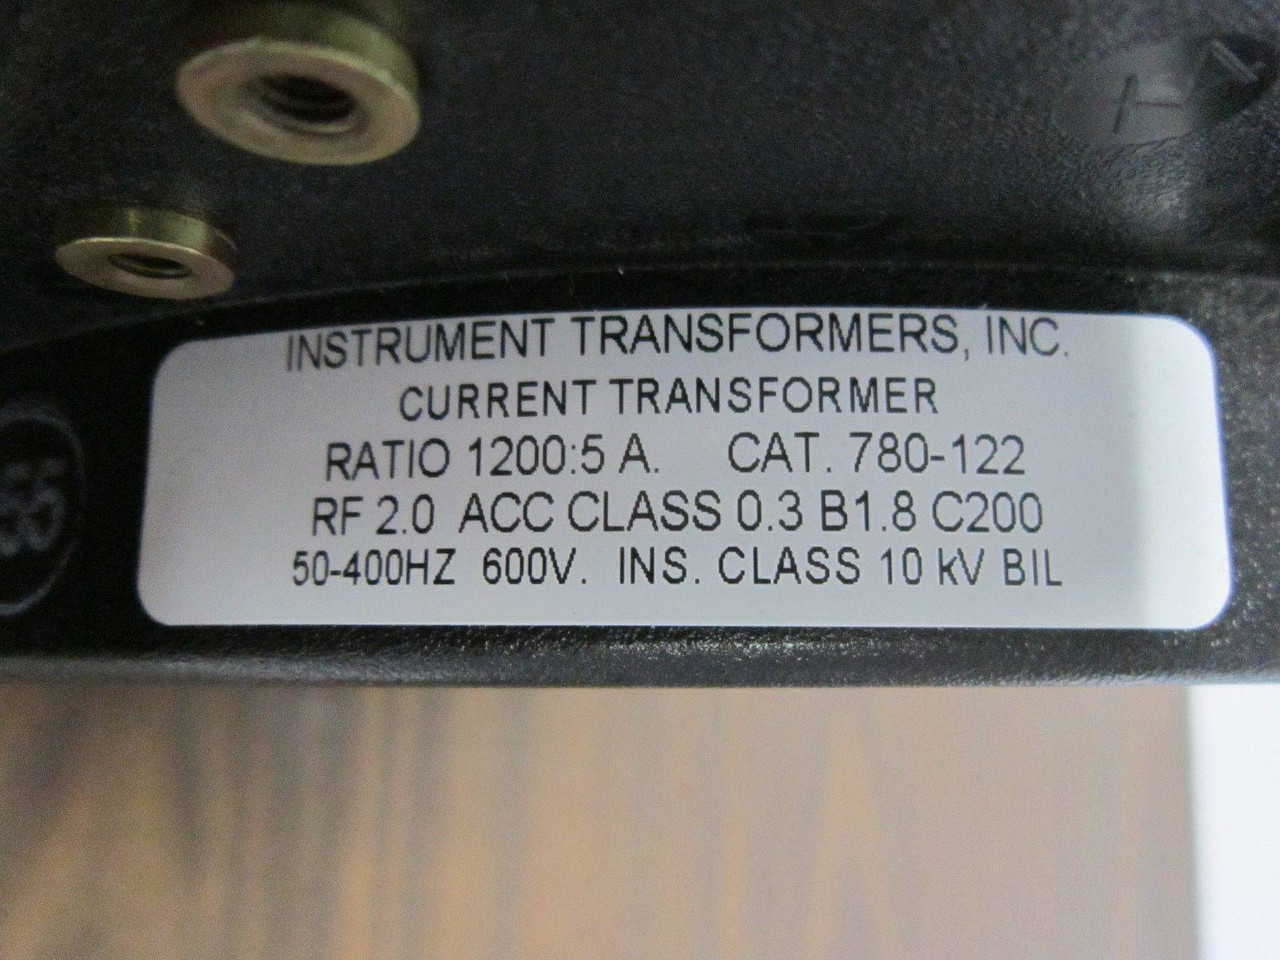 INSTRUMENT TRANSFORMERS, INC.
CURRENT TRANSFORMER
RATIO 1200:5 A. CAT. 780-122
RF 2.0 ACC CLASS 0.3 B1.8 C200
50-400HZ 600V. INS. CLASS 10 kV BIL
55